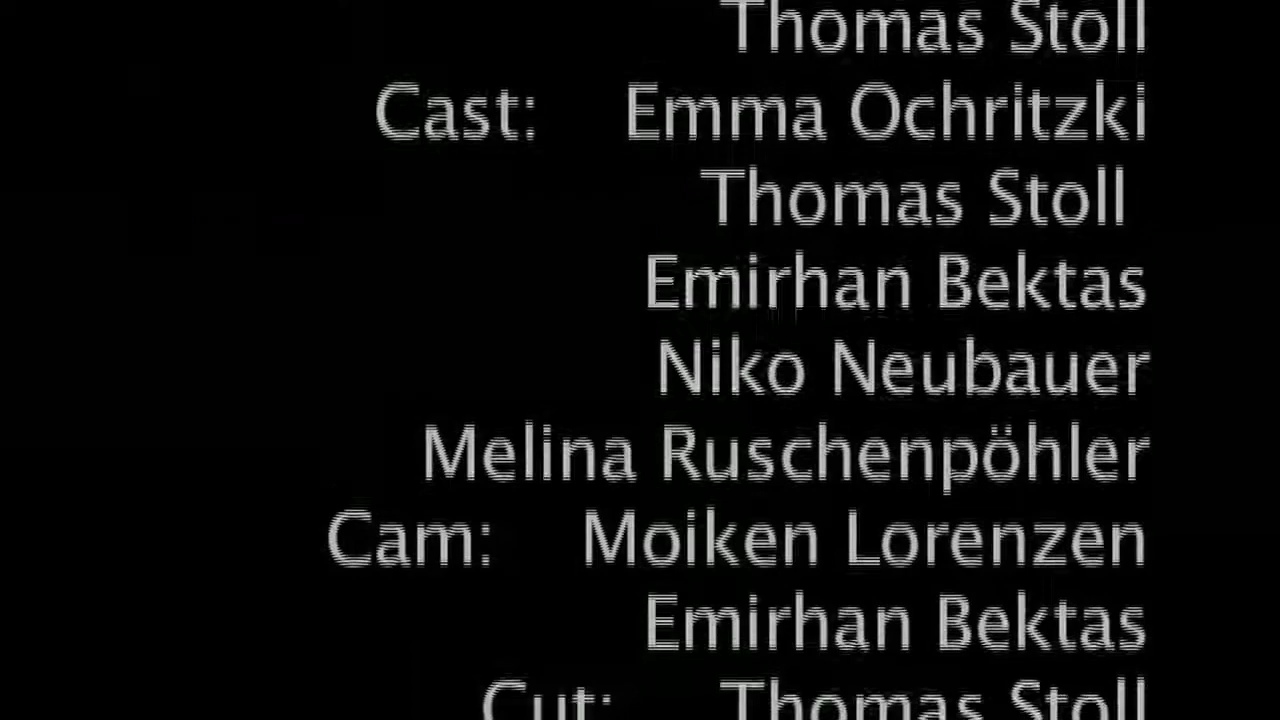 Thomas Stoll
Cast: Emma Ochritzki
Thomas Stoll
Emirhan Bektas
Niko Neubauer
Melina Ruschenpöhler
Cam: Moiken Lorenzen
Emirhan Bektas
Cut: Thomas Stoll